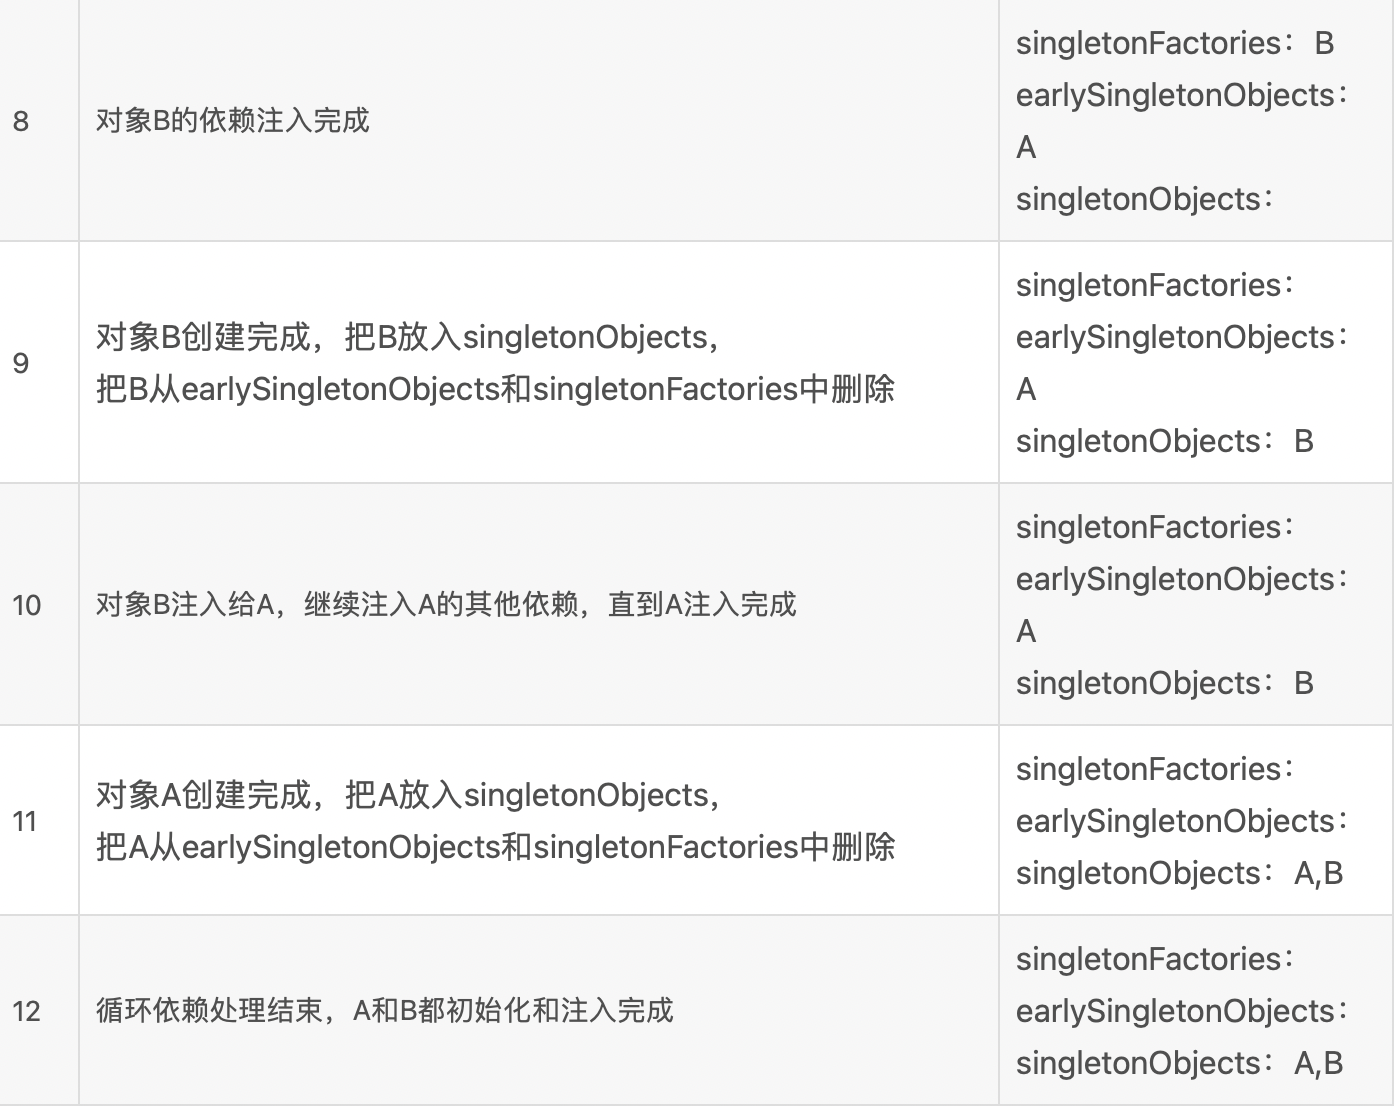 8
对象B的依赖注入完成
singletonFactories： B
earlySingletonObjects：
A
singletonObjects：
9
对象B创建完成，把B放入singletonObjects，
把B从earlySingletonObjects和singletonFactories中删除
singletonFactories：
earlySingletonObjects：
A
singletonObjects： B
10
对象B注入给A，继续注入A的其他依赖，直到A注入完成
singletonFactories：
earlySingletonObjects：
A
singletonObjects： B
11
对象A创建完成，把A放入singletonObjects，
把A从earlySingletonObjects和singletonFactories中删除
singletonFactories：
earlySingletonObjects：
singletonObjects： A,B
12
循环依赖处理结束，A和B都初始化和注入完成
singletonFactories：
earlySingletonObjects：
singletonObjects： A,B